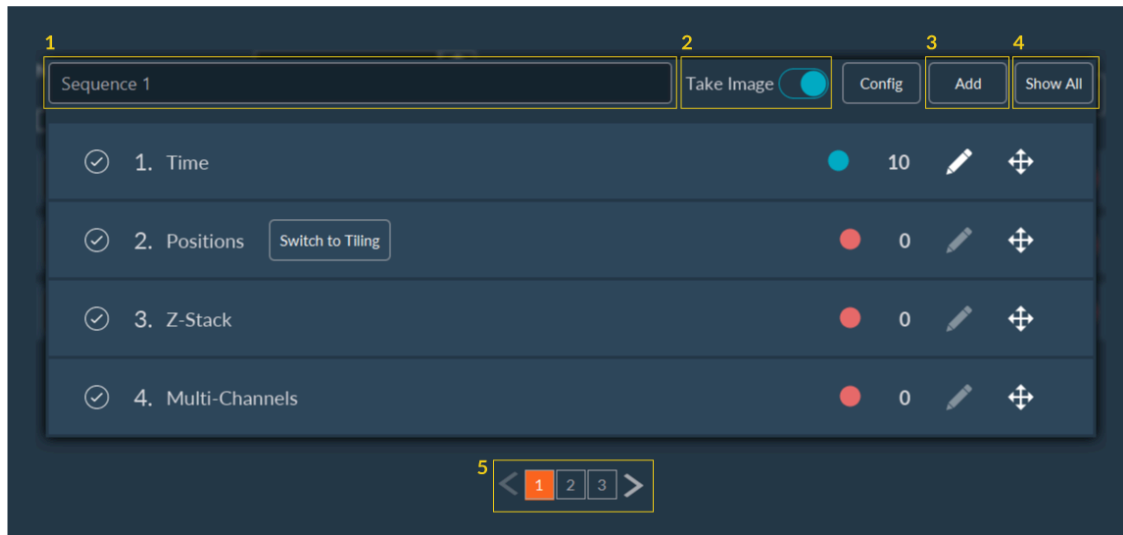 1 2 3 4
Sequence 1 Take Image Config Add Show All
1. Time 10
2. Positions Switch to Tiling 0
3. Z-Stack 0
4. Multi-Channels 0
5 1 2 3